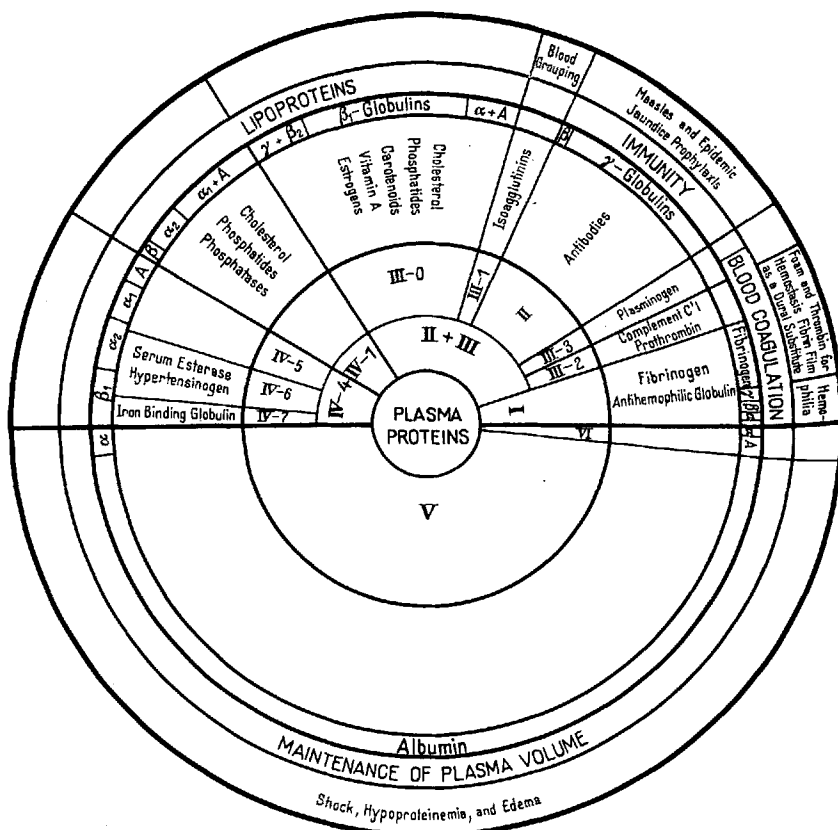 Blood
Grouping
Measles and Epidemic
Jaundice Prophylaxis
Foam and Thrombin for
Hemostasis Fibrin Film
as a Dural Substitute
Hemo-
philia
LIPOPROTEINS
IMMUNITY
BLOOD COAGULATION
α
β₁
α₂
α₁
A
β
α₂
α₁+A
γ+β₂
β₁-Globulins
α+A
β
γ-Globulins
Fibrinogen
γ
A
Iron Binding Globulin
Serum Esterase
Hypertensinogen
Cholesterol
Phosphatides
Phosphatases
Cholesterol
Phosphatides
Carotenoids
Vitamin A
Estrogens
Isoagglutinins
Antibodies
Plasminogen
Complement C'1
Prothrombin
Fibrinogen
Antihemophilic Globulin
IV-7
IV-6
IV-5
III-0
III-1
II
III-3
III-2
IV-4
IV-1
II + III
I
VI
PLASMA
PROTEINS
V
Albumin
MAINTENANCE OF PLASMA VOLUME
Shock, Hypoproteinemia, and Edema